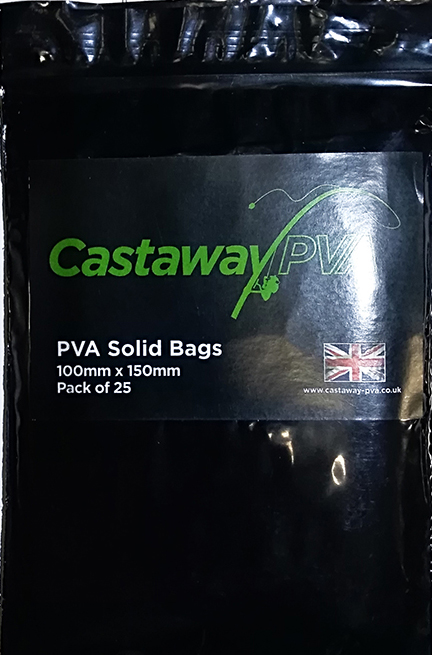 Castaway PVA
PVA Solid Bags
100mm x 150mm
Pack of 25
www.castaway-pva.co.uk